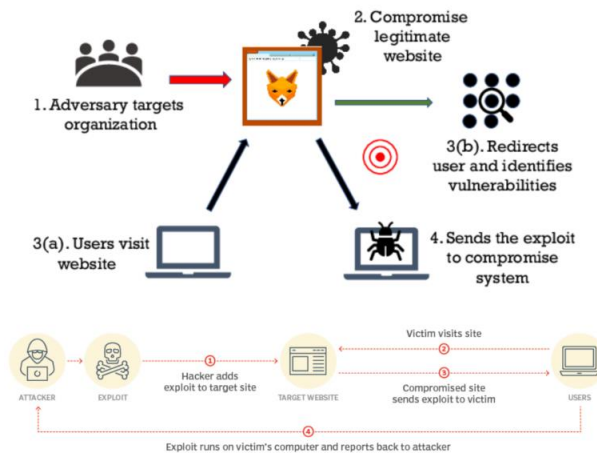 2. Compromise
legitimate
website
1. Adversary targets
organization
3(b). Redirects
user and identifies
vulnerabilities
3(a). Users visit
website
4. Sends the exploit
to compromise
system
Victim visits site
2
1
3
Hacker adds
exploit to target site
Compromised site
sends exploit to victim
ATTACKER
EXPLOIT
TARGET WEBSITE
USERS
4
Exploit runs on victim's computer and reports back to attacker